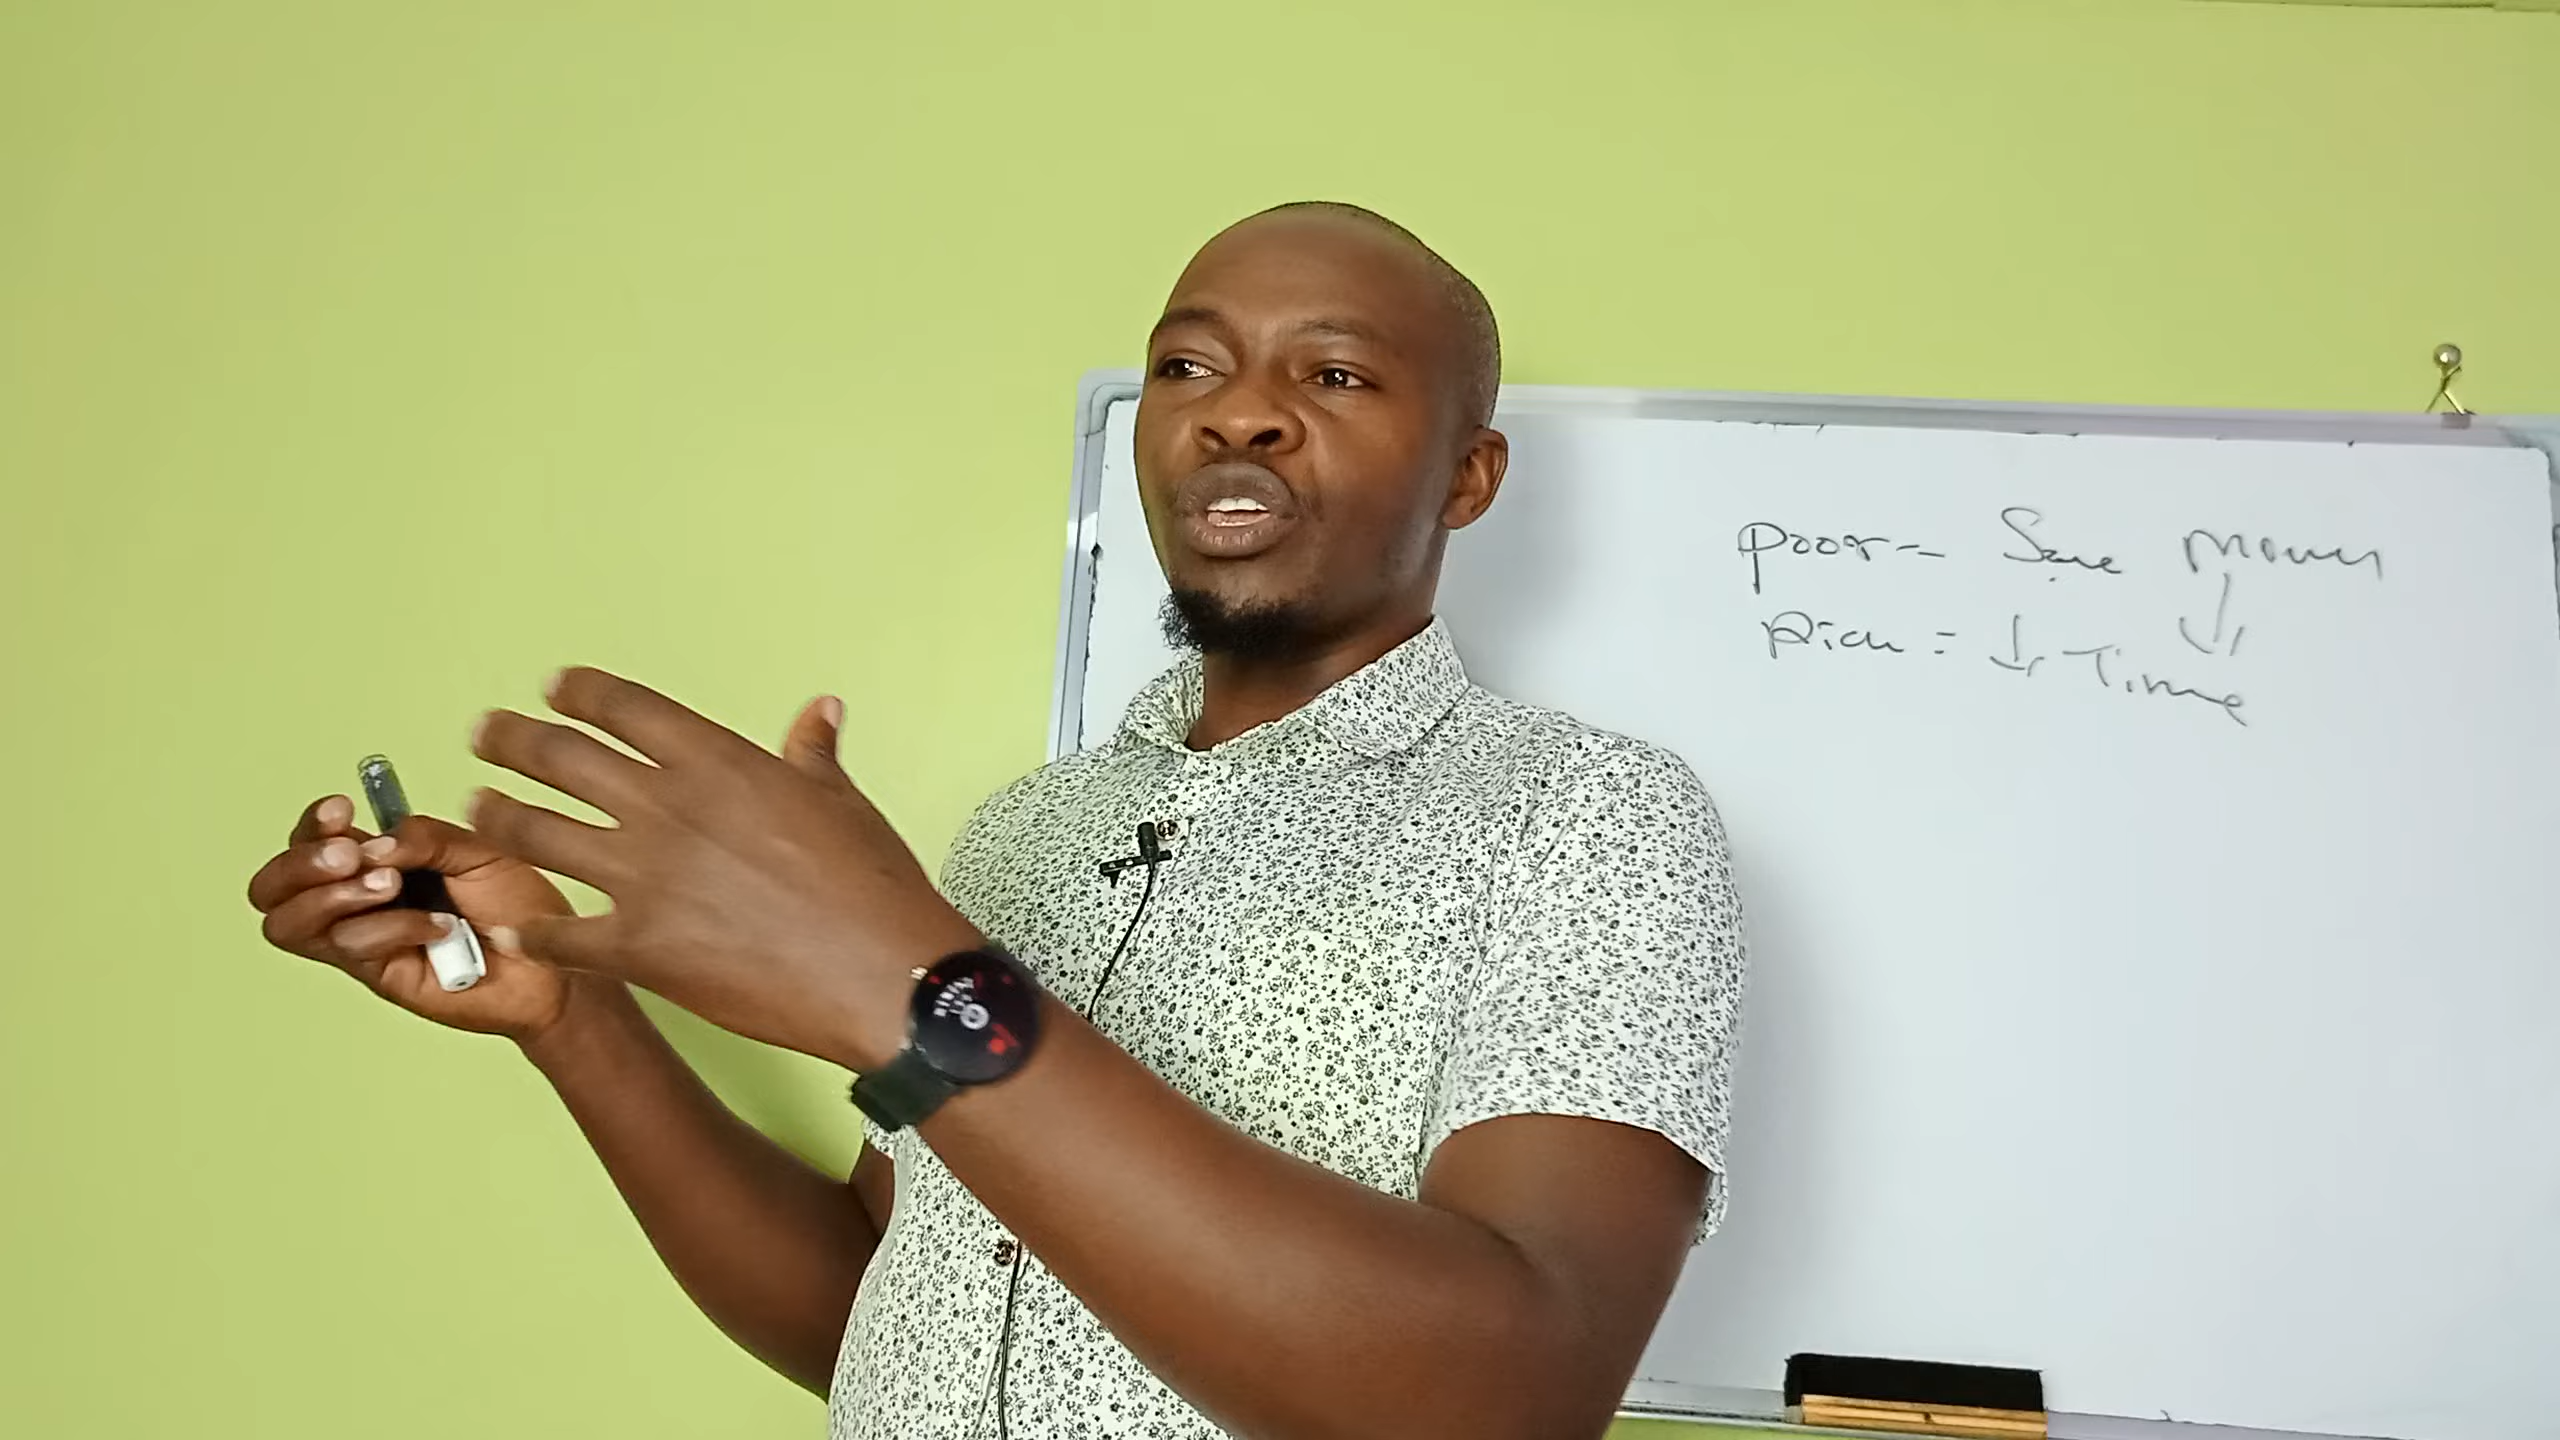 poor - Save money
Rich = ↓ Time